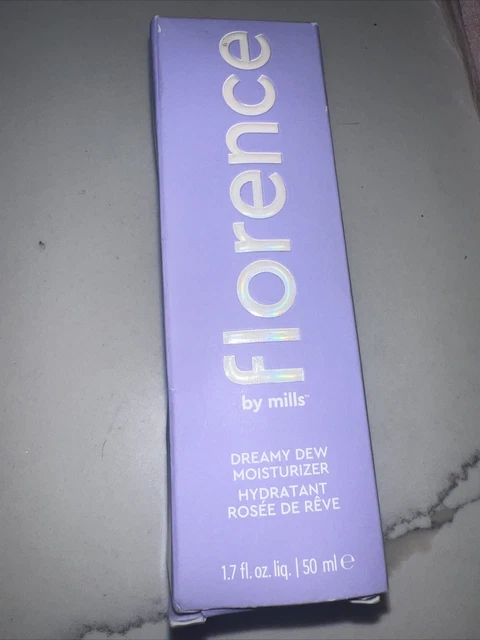 florence
by mills™
DREAMY DEW
MOISTURIZER
HYDRATANT
ROSÉE DE RÊVE
1.7 fl. oz. liq. | 50 ml ℮